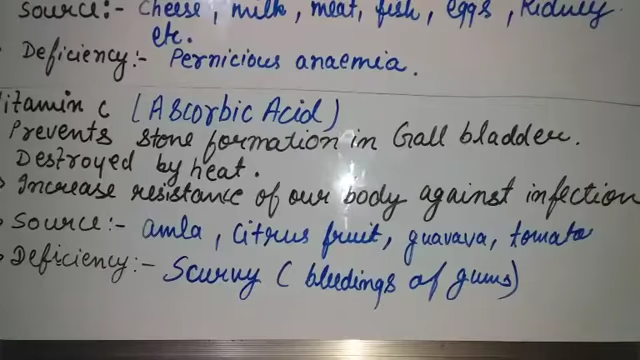 Source:- Cheese, milk, meat, fish, eggs, Kidney.
etc.
Deficiency:- Pernicious anaemia.
itamin C (Ascorbic Acid)
Prevents stone formation in Gall bladder.
Destroyed by heat.
Increase resistance of our body against infection
Source:- amla, Citrus fruit, guavava, tomato
Deficiency:- Scurvy (bleedings of gums)